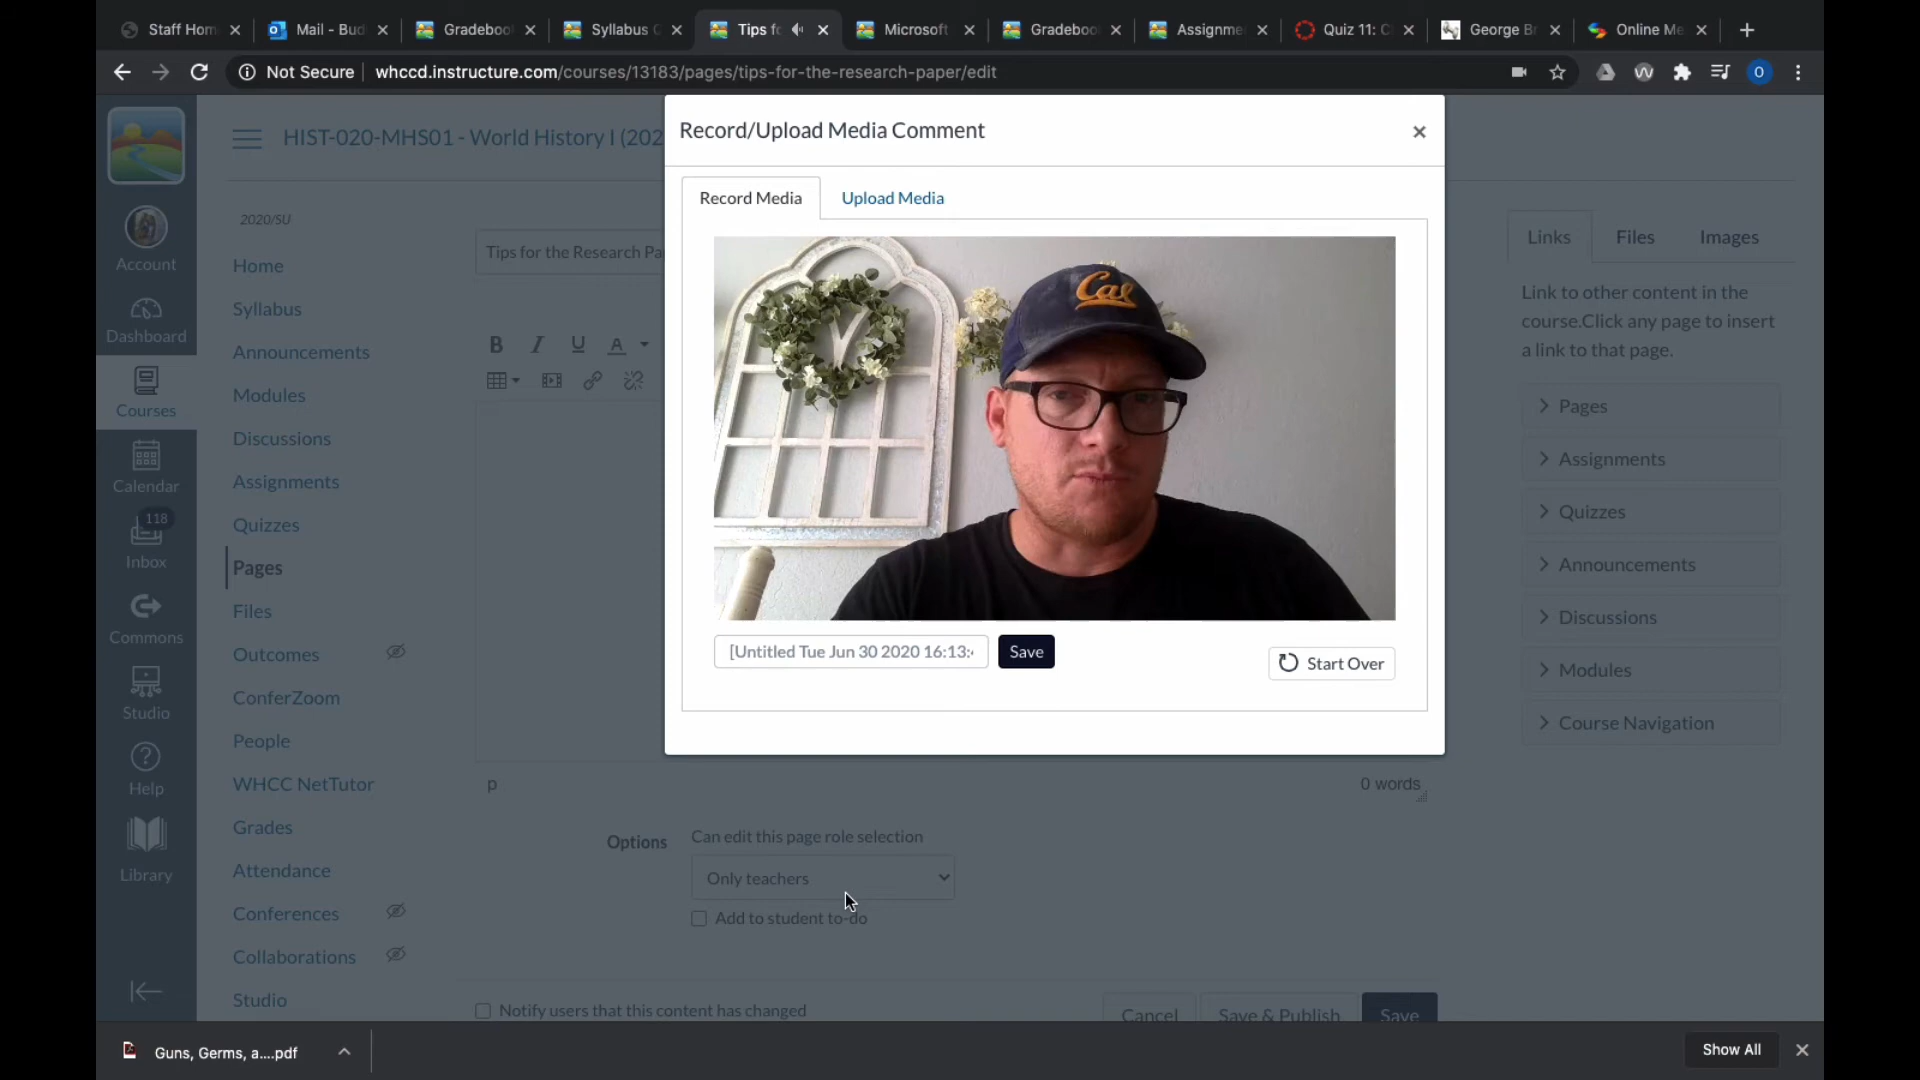 Staff Hom
Mail - Bud
Gradeboo
Syllabus
Tips f
Microsoft
Gradeboo
Assignme
Quiz 11: C
George B
Online Me
Not Secure
whccd.instructure.com/courses/13183/pages/tips-for-the-research-paper/edit
O
Record/Upload Media Comment
HIST-020-MHS01 - World History I (202
Record Media
Upload Media
2020/SU
Links
Files
Images
Account
Home
Tips for the Research Pa
Cal
Syllabus
Link to other content in the
course.Click any page to insert
a link to that page.
Dashboard
Announcements
B I U A
Modules
Courses
Pages
Discussions
Assignments
Assignments
Calendar
Quizzes
Quizzes
118
Inbox
Pages
Announcements
Files
Discussions
Commons
Outcomes
[Untitled Tue Jun 30 2020 16:13:
Save
Start Over
Modules
ConferZoom
Studio
Course Navigation
People
Help
WHCC NetTutor
p
0 words
Grades
Options
Can edit this page role selection
Library
Attendance
Only teachers
Conferences
Add to student to-do
Collaborations
Studio
Notify users that this content has changed
Cancel
Save & Publish
Save
Guns, Germs, a....pdf
Show All